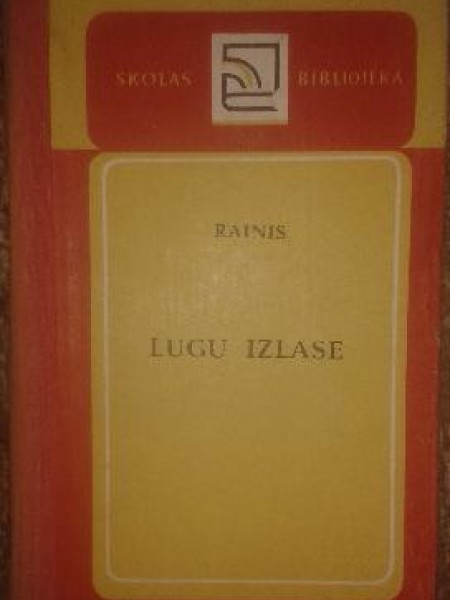 SKOLAS BIBLIOTĒKA
RAINIS
LUGU IZLASE